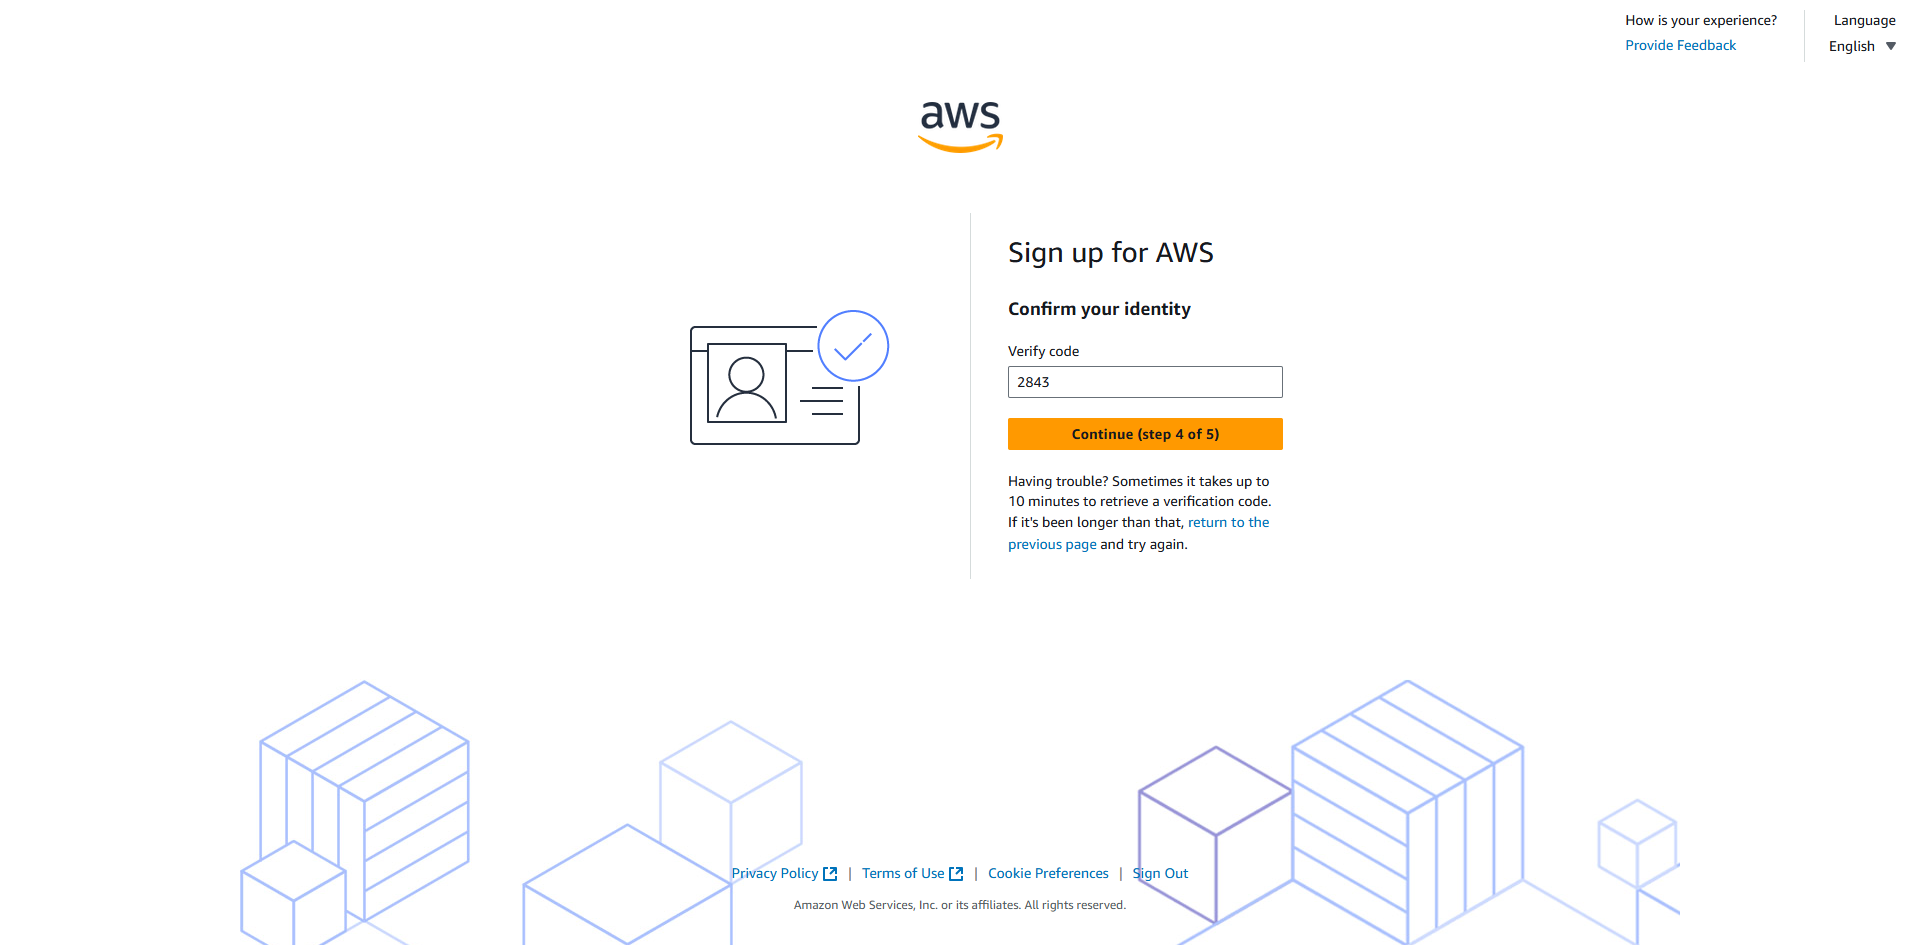 How is your experience?
Provide Feedback
Language
English
aws
Sign up for AWS
Confirm your identity
Verify code
2843
Continue (step 4 of 5)
Having trouble? Sometimes it takes up to
10 minutes to retrieve a verification code.
If it's been longer than that, return to the
previous page and try again.
Privacy Policy | Terms of Use | Cookie Preferences | Sign Out
Amazon Web Services, Inc. or its affiliates. All rights reserved.